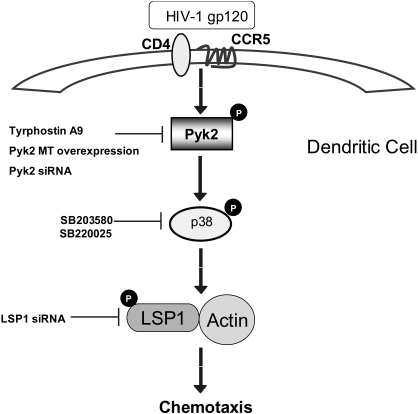 HIV-1 gp120
CD4
CCR5
P
Tyrphostin A9
Pyk2 MT overexpression
Pyk2 siRNA
Pyk2
Dendritic Cell
P
SB203580
SB220025
p38
P
LSP1 siRNA
LSP1
Actin
Chemotaxis